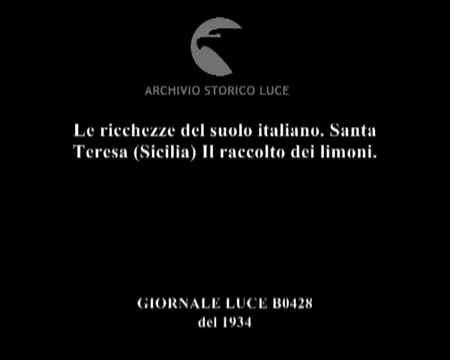 ARCHIVIO STORICO LUCE
Le ricchezze del suolo italiano. Santa
Teresa (Sicilia) Il raccolto dei limoni.
GIORNALE LUCE B0428
del 1934